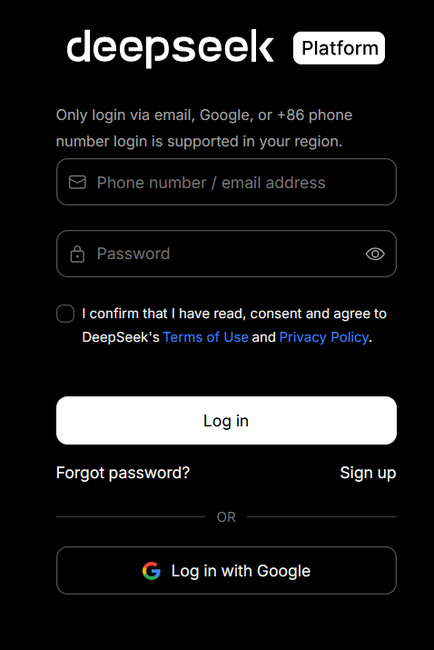 deepseek Platform
Only login via email, Google, or +86 phone
number login is supported in your region.
Phone number / email address
Password
I confirm that I have read, consent and agree to
DeepSeek's Terms of Use and Privacy Policy.
Log in
Forgot password? Sign up
OR
Log in with Google